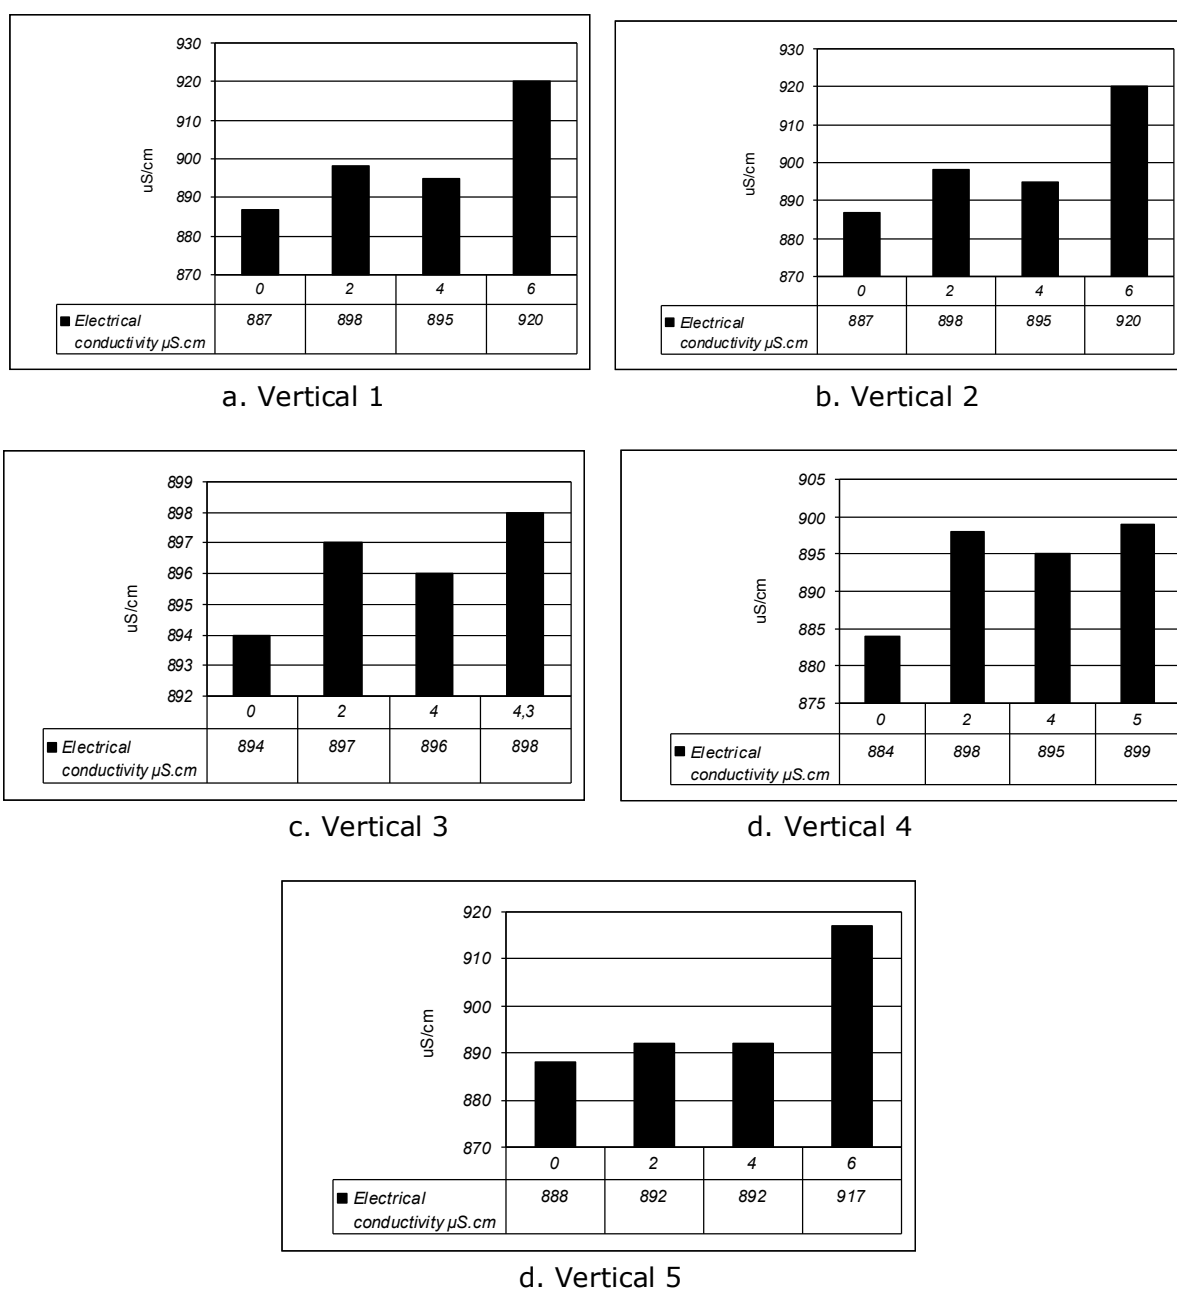 930
920
910
900
890
880
870
uS/cm
0 2 4 6
Electrical 887 898 895 920
conductivity µS.cm
a. Vertical 1
930
920
910
900
890
880
870
uS/cm
0 2 4 6
Electrical 887 898 895 920
conductivity µS.cm
b. Vertical 2
899
898
897
896
895
894
893
892
uS/cm
0 2 4 4,3
Electrical 894 897 896 898
conductivity µS.cm
c. Vertical 3
905
900
895
890
885
880
875
uS/cm
0 2 4 5
Electrical 884 898 895 899
conductivity µS.cm
d. Vertical 4
920
910
900
890
880
870
uS/cm
0 2 4 6
Electrical 888 892 892 917
conductivity µS.cm
d. Vertical 5